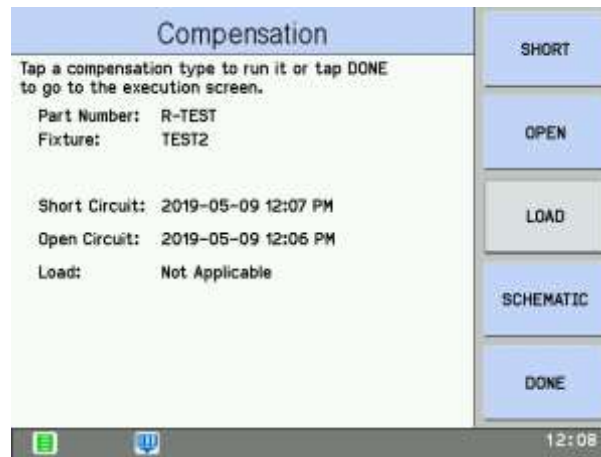 Compensation
Tap a compensation type to run it or tap DONE
to go to the execution screen.
Part Number: R-TEST
Fixture: TEST2
Short Circuit: 2019-05-09 12:07 PM
Open Circuit: 2019-05-09 12:06 PM
Load: Not Applicable
SHORT
OPEN
LOAD
SCHEMATIC
DONE
12:08